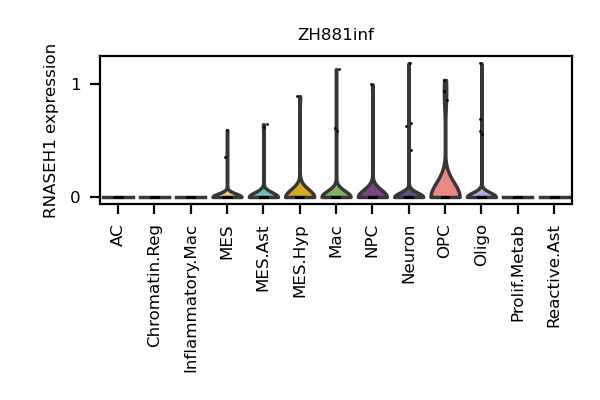 ZH881inf
RNASEH1 expression
1
0
AC
Chromatin.Reg
Inflammatory.Mac
MES
MES.Ast
MES.Hyp
Mac
NPC
Neuron
OPC
Oligo
Prolif.Metab
Reactive.Ast